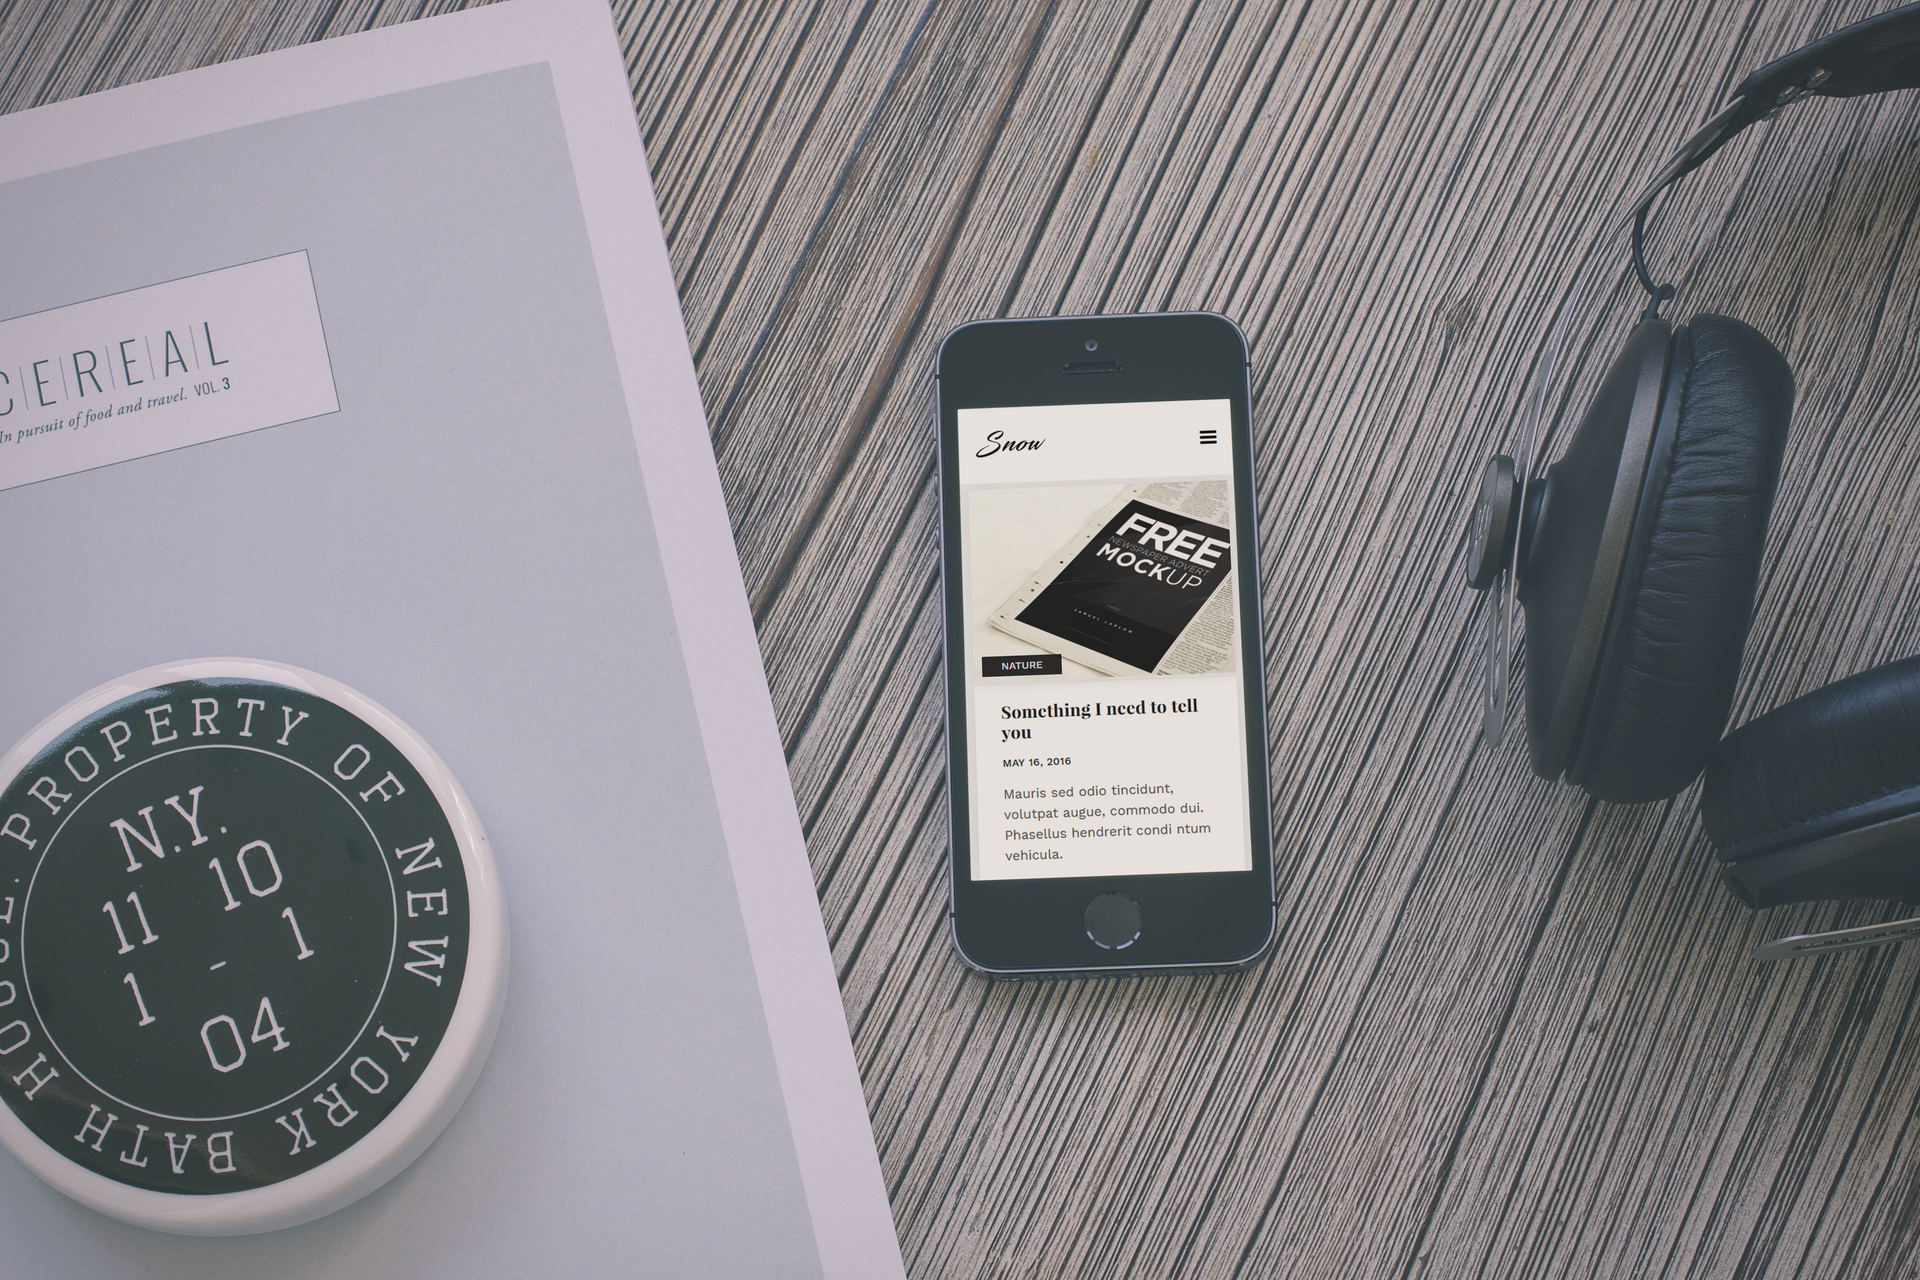 CEREAL
In pursuit of food and travel. VOL. 3
PROPERTY OF NEW YORK BATH HOUSE.
N.Y.
11 10
1 - 1
04
Snow
FREE
NEWSPAPER ADVERT
MOCKUP
SAMUEL LADLOW
NATURE
Something I need to tell
you
MAY 16, 2016
Mauris sed odio tincidunt,
volutpat augue, commodo dui.
Phasellus hendrerit condi ntum
vehicula.